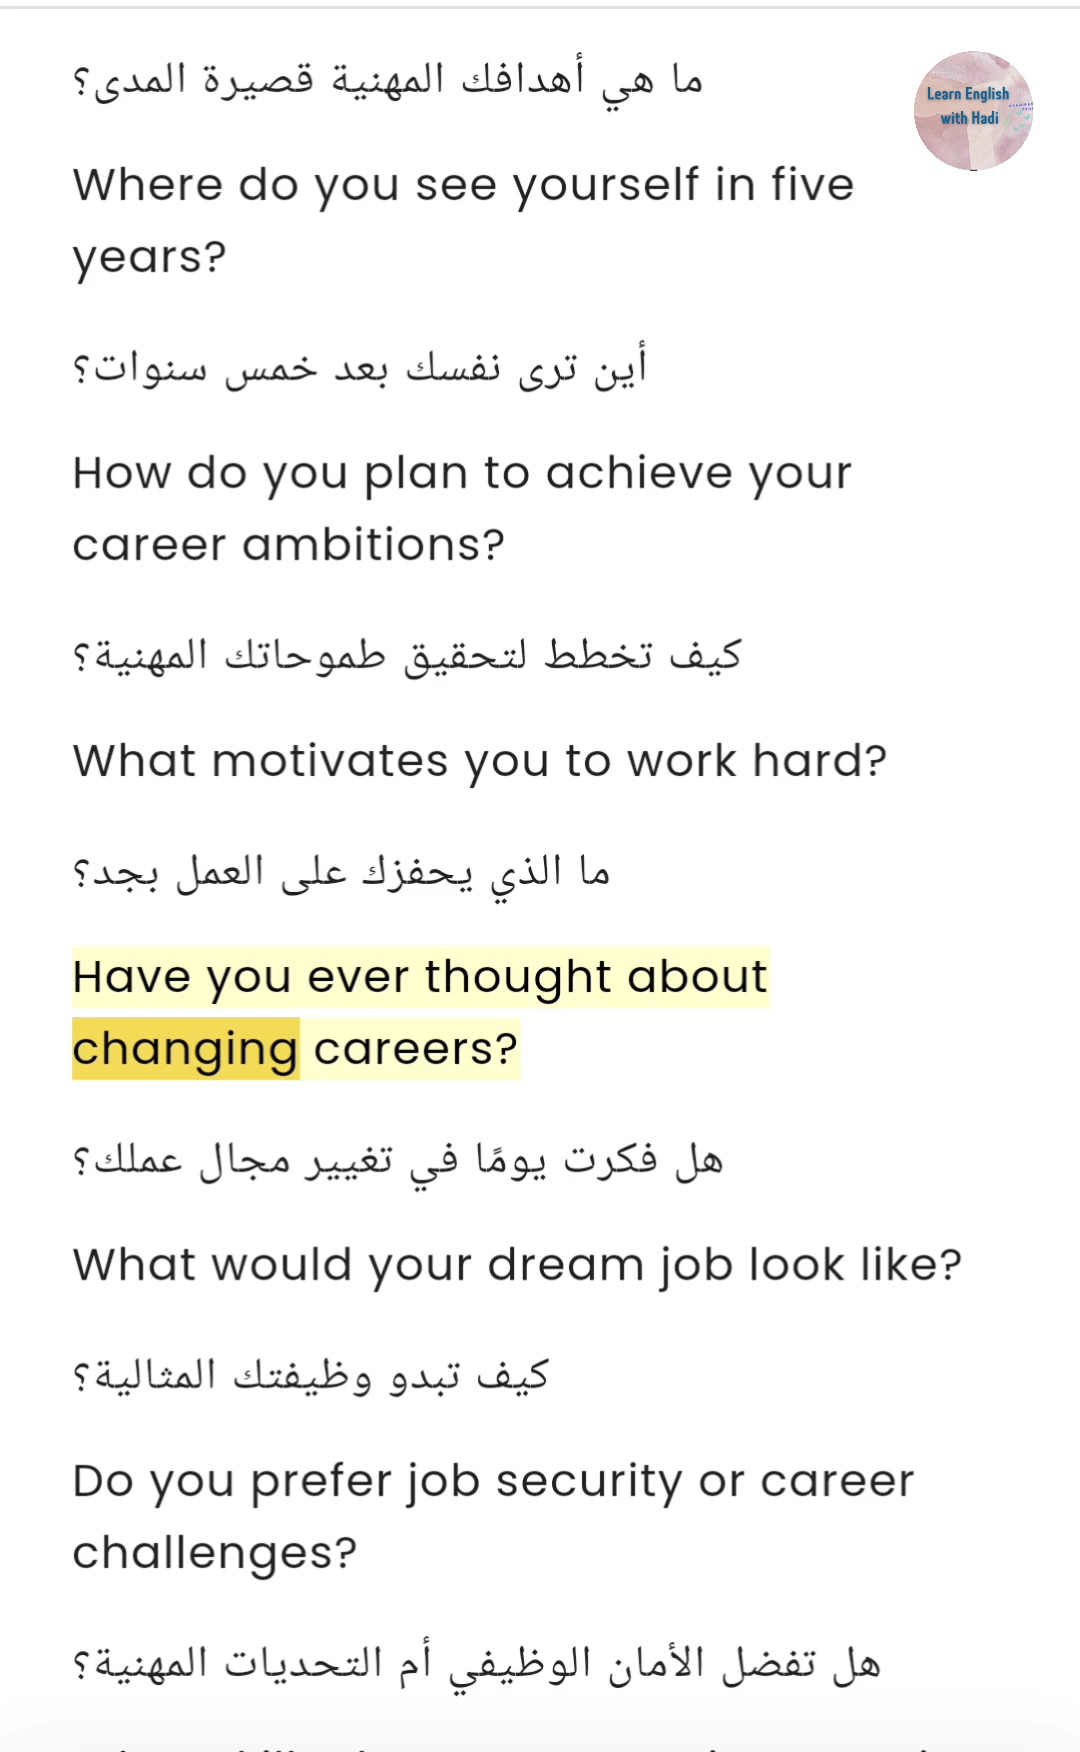 ما هي أهدافك المهنية قصيرة المدى؟
Learn English
with Hadi
Where do you see yourself in five
years?
أين ترى نفسك بعد خمس سنوات؟
How do you plan to achieve your
career ambitions?
كيف تخطط لتحقيق طموحاتك المهنية؟
What motivates you to work hard?
ما الذي يحفزك على العمل بجد؟
Have you ever thought about
changing careers?
هل فكرت يومًا في تغيير مجال عملك؟
What would your dream job look like?
كيف تبدو وظيفتك المثالية؟
Do you prefer job security or career
challenges?
هل تفضل الأمان الوظيفي أم التحديات المهنية؟